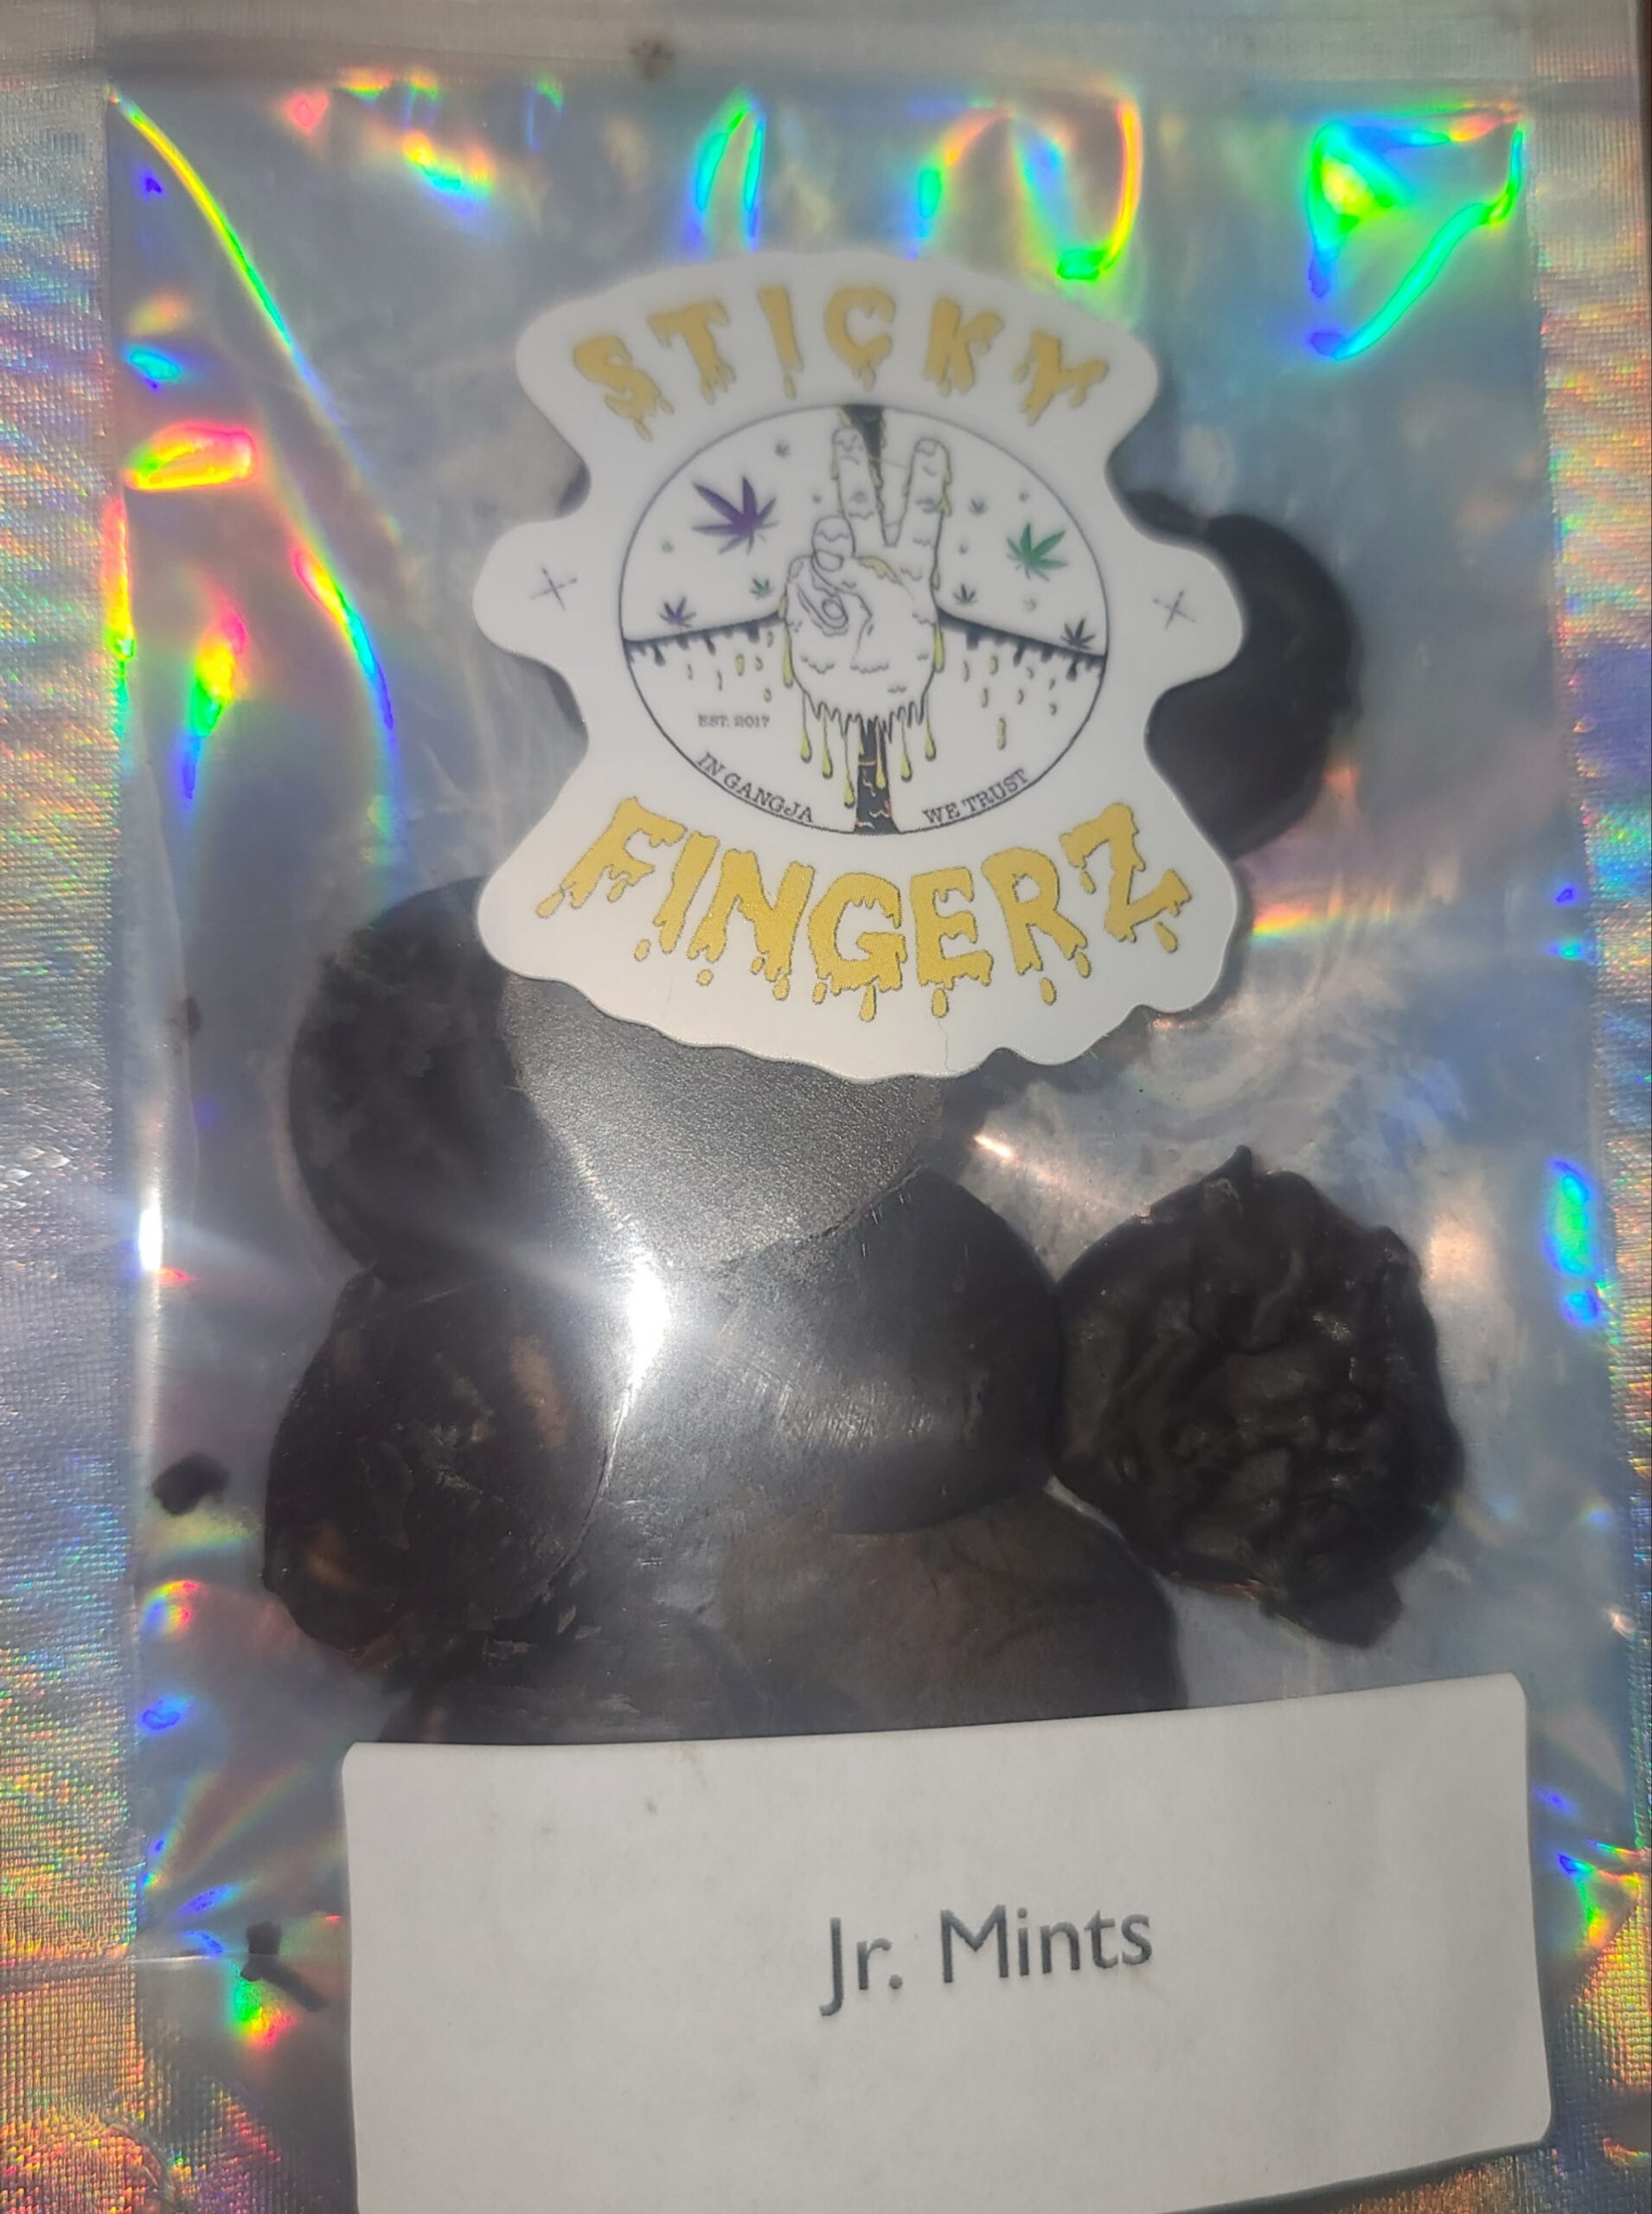 STICKY
EST. 2017
IN GANGJA WE TRUST
FINGERZ
Jr. Mints